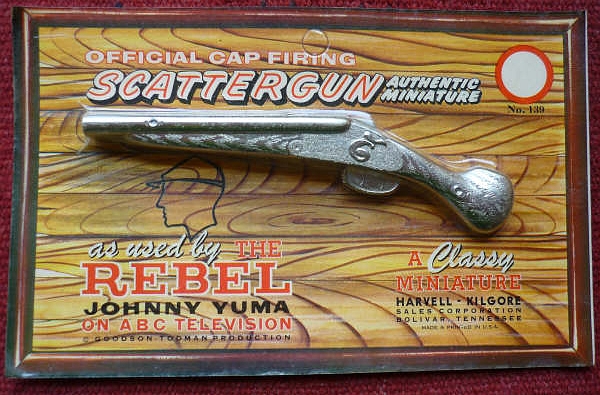 OFFICIAL CAP FIRING
SCATTERGUN AUTHENTIC
MINIATURE
No. 139
as used by THE
REBEL
JOHNNY YUMA
ON ABC TELEVISION
© GOODSON-TODMAN PRODUCTION
A Classy
MINIATURE
HARVELL - KILGORE
SALES CORPORATION
BOLIVAR, TENNESSEE
MADE & PRINTED IN U.S.A.